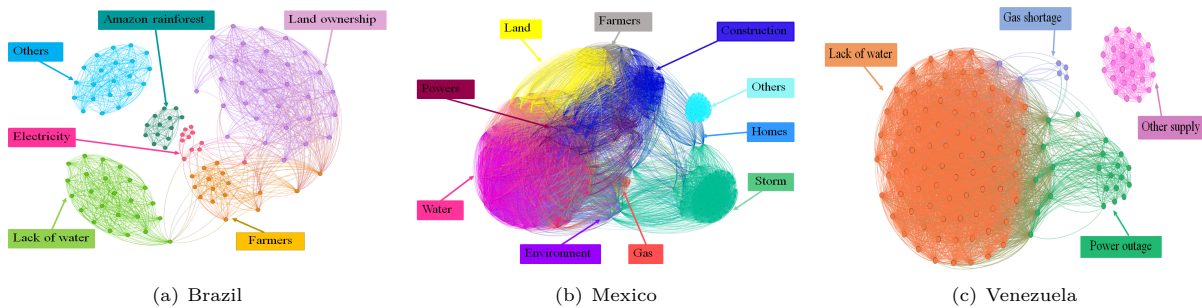 Amazon rainforest
Land ownership
Others
Electricity
Lack of water
Farmers
(a) Brazil
Farmers
Land
Construction
Powers
Others
Homes
Storm
Water
Environment
Gas
(b) Mexico
Gas shortage
Lack of water
Other supply
Power outage
(c) Venezuela